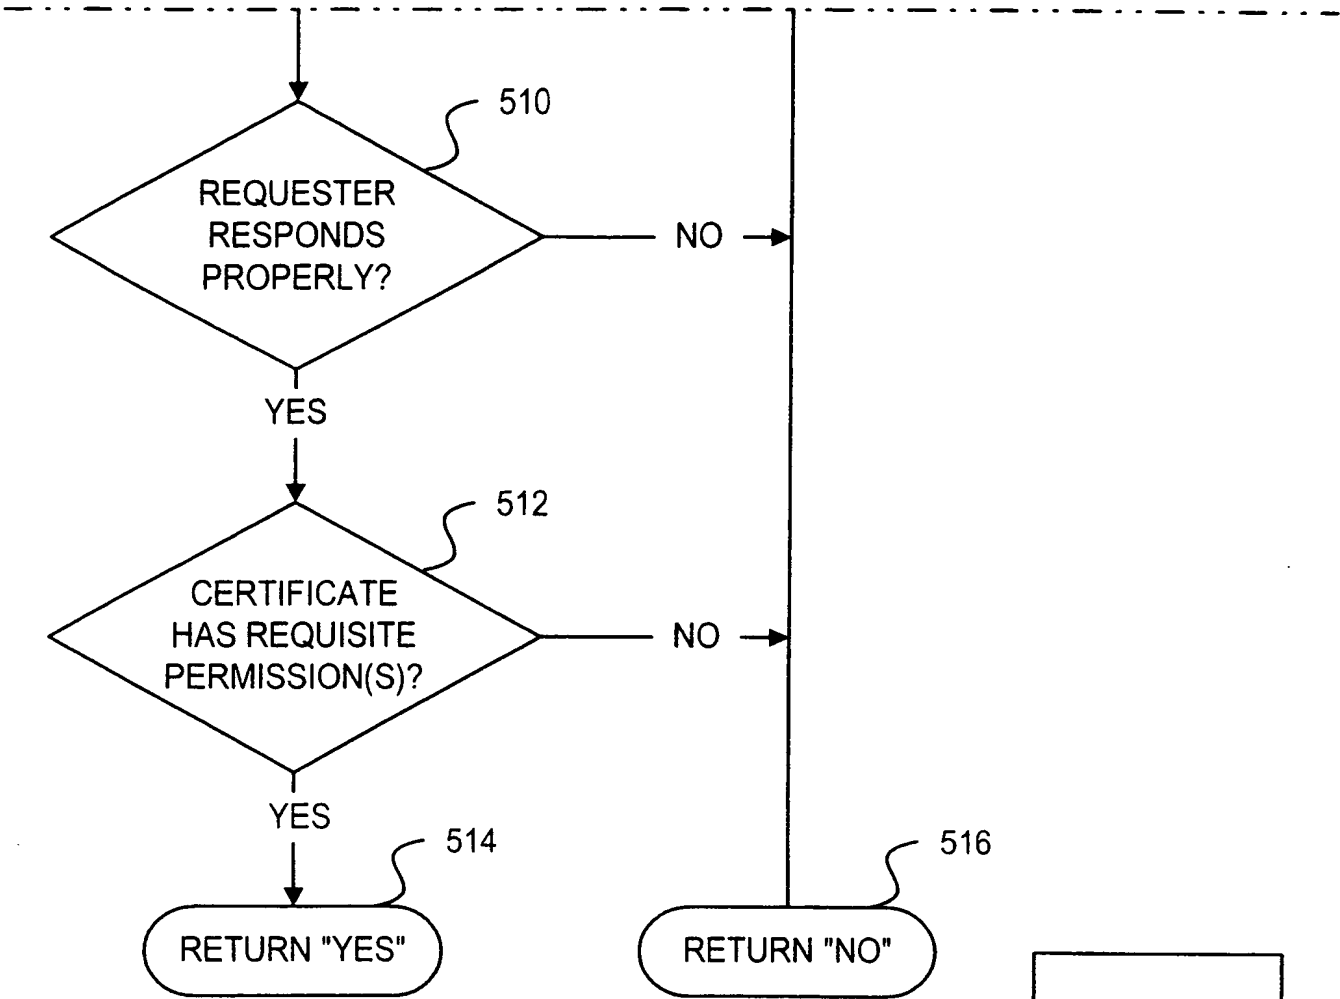 510
REQUESTER
RESPONDS
PROPERLY?
NO
YES
512
CERTIFICATE
HAS REQUISITE
PERMISSION(S)?
NO
YES
514
516
RETURN "YES"
RETURN "NO"